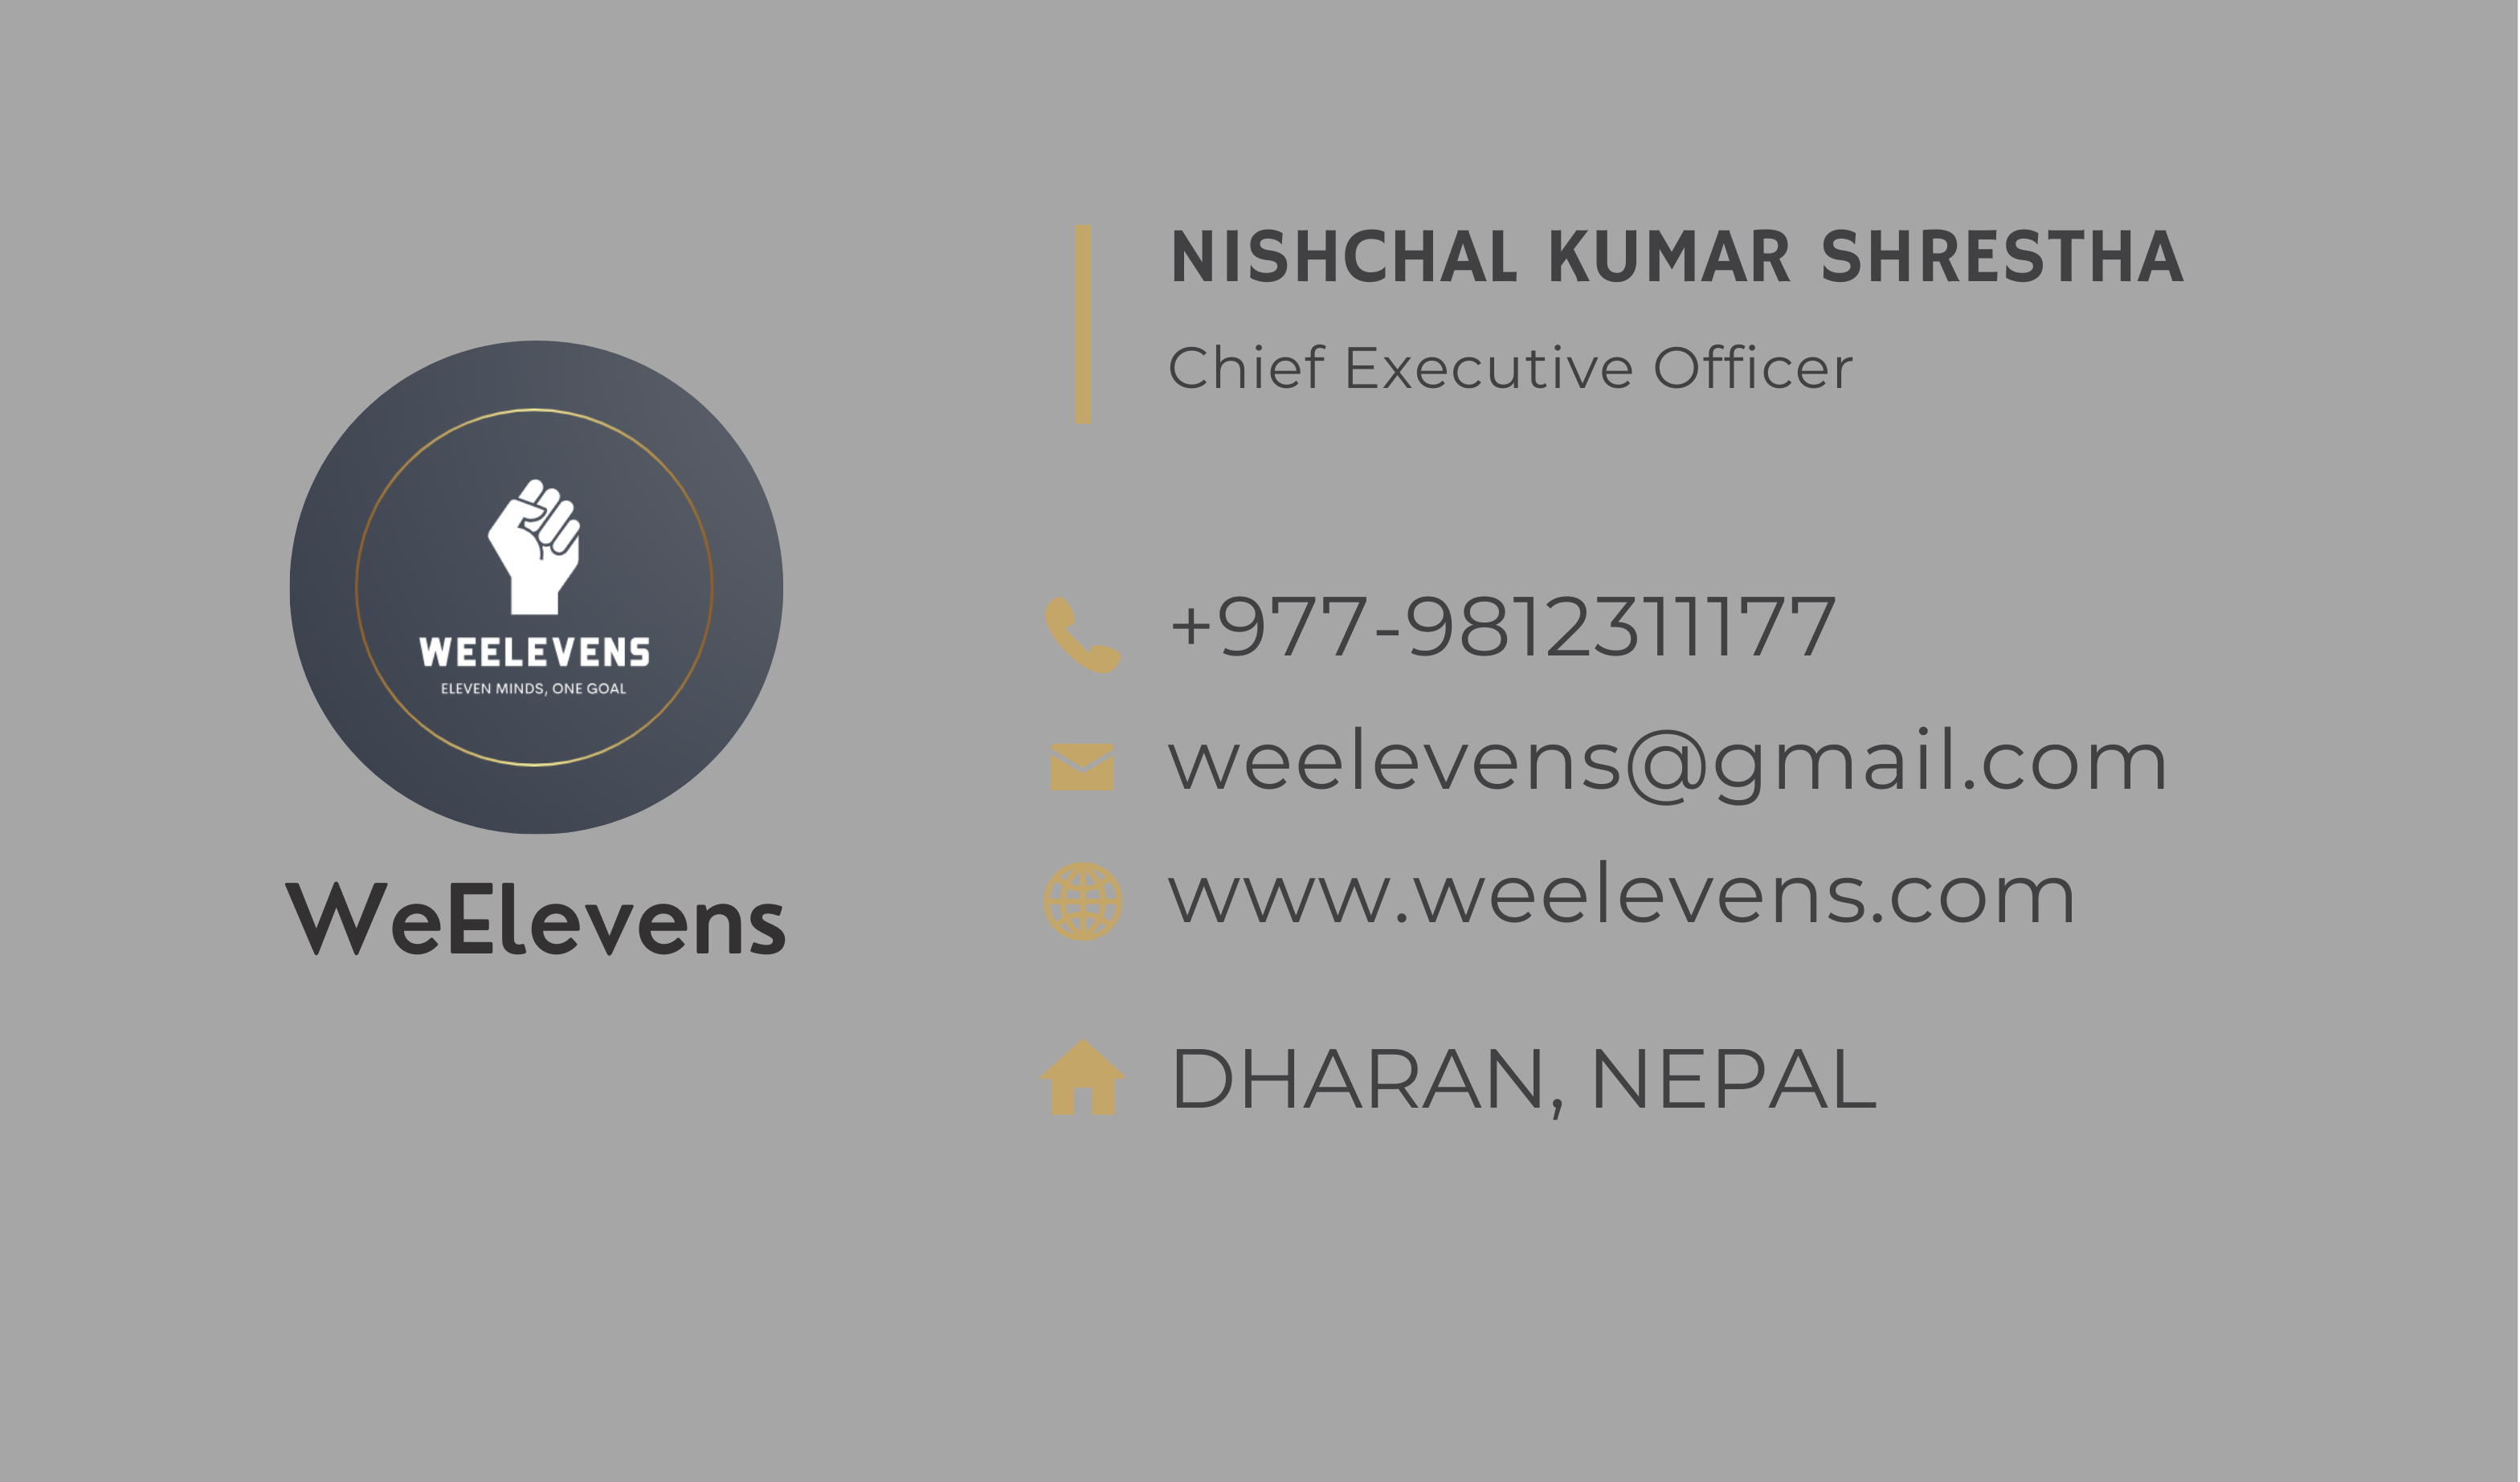 WEELEVENS
ELEVEN MINDS, ONE GOAL
WeElevens
NISHCHAL KUMAR SHRESTHA
Chief Executive Officer
+977-9812311177
weelevens@gmail.com
www.weelevens.com
DHARAN, NEPAL